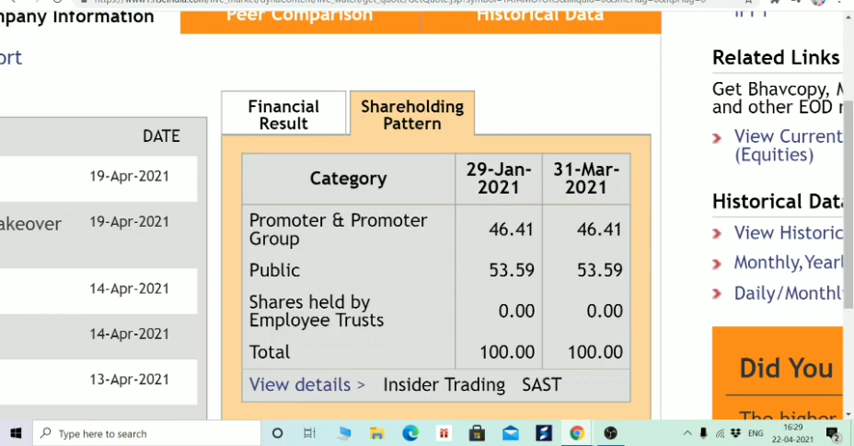 mpany Information
Peer Comparison
Historical Data
ort
Related Links
Get Bhavcopy,
and other EOD
View Current
(Equities)
Historical Data
View Historic
Monthly, Yearl
Daily/Monthl
Did You
The higher
Financial
Result
Shareholding
Pattern
DATE
19-Apr-2021
akeover 19-Apr-2021
14-Apr-2021
14-Apr-2021
13-Apr-2021
Category 29-Jan-2021 31-Mar-2021
Promoter & Promoter Group 46.41 46.41
Public 53.59 53.59
Shares held by Employee Trusts 0.00 0.00
Total 100.00 100.00
View details > Insider Trading SAST
Type here to search
ENG
16:29
22-04-2021
2